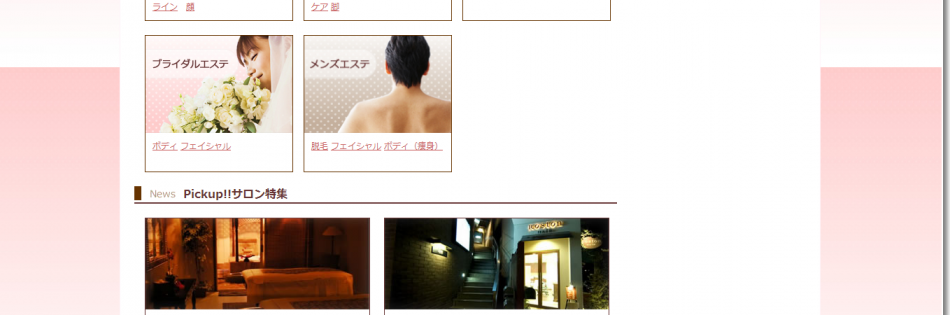 ライン 顔
ケア 脚
ブライダルエステ
メンズエステ
ボディ フェイシャル
脱毛 フェイシャル ボディ（痩身）
News Pickup!!サロン特集